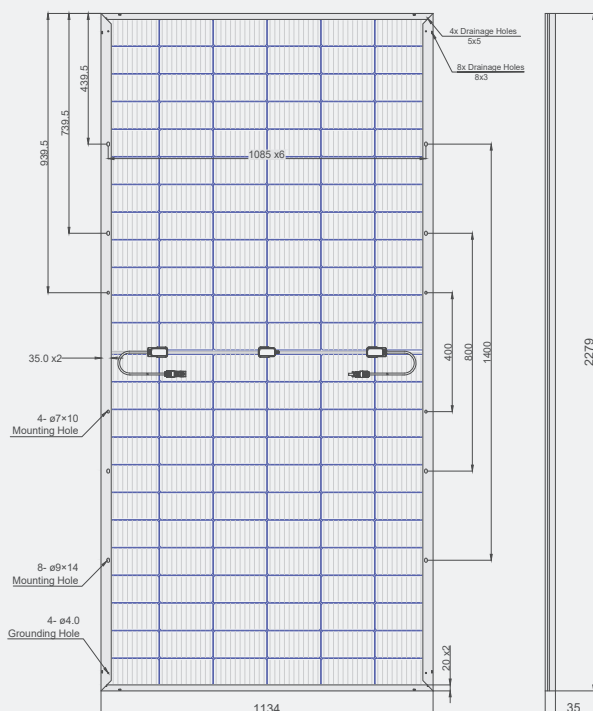 4x Drainage Holes
5x5
8x Drainage Holes
8x3
439.5
739.5
939.5
1085 x6
35.0 x2
400
800
1400
2279
4- ø7×10
Mounting Hole
8- ø9×14
Mounting Hole
4- ø4.0
Grounding Hole
20 x2
1134
35